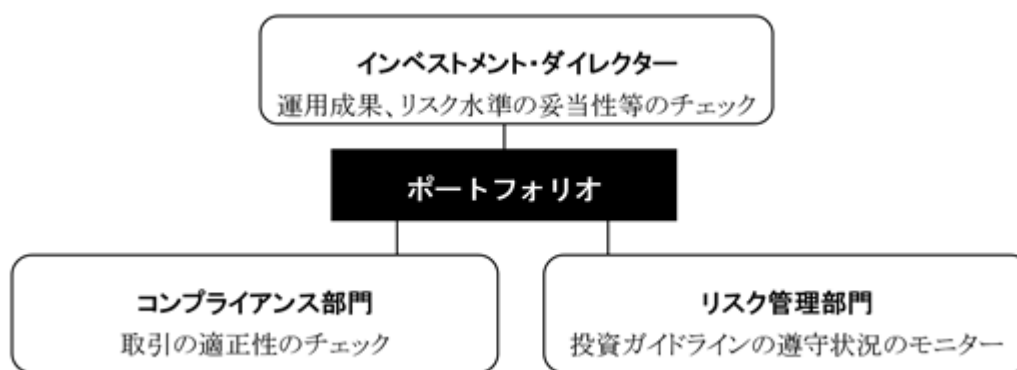 インベストメント・ダイレクター
運用成果、リスク水準の妥当性等のチェック
ポートフォリオ
コンプライアンス部門
取引の適正性のチェック
リスク管理部門
投資ガイドラインの遵守状況のモニター